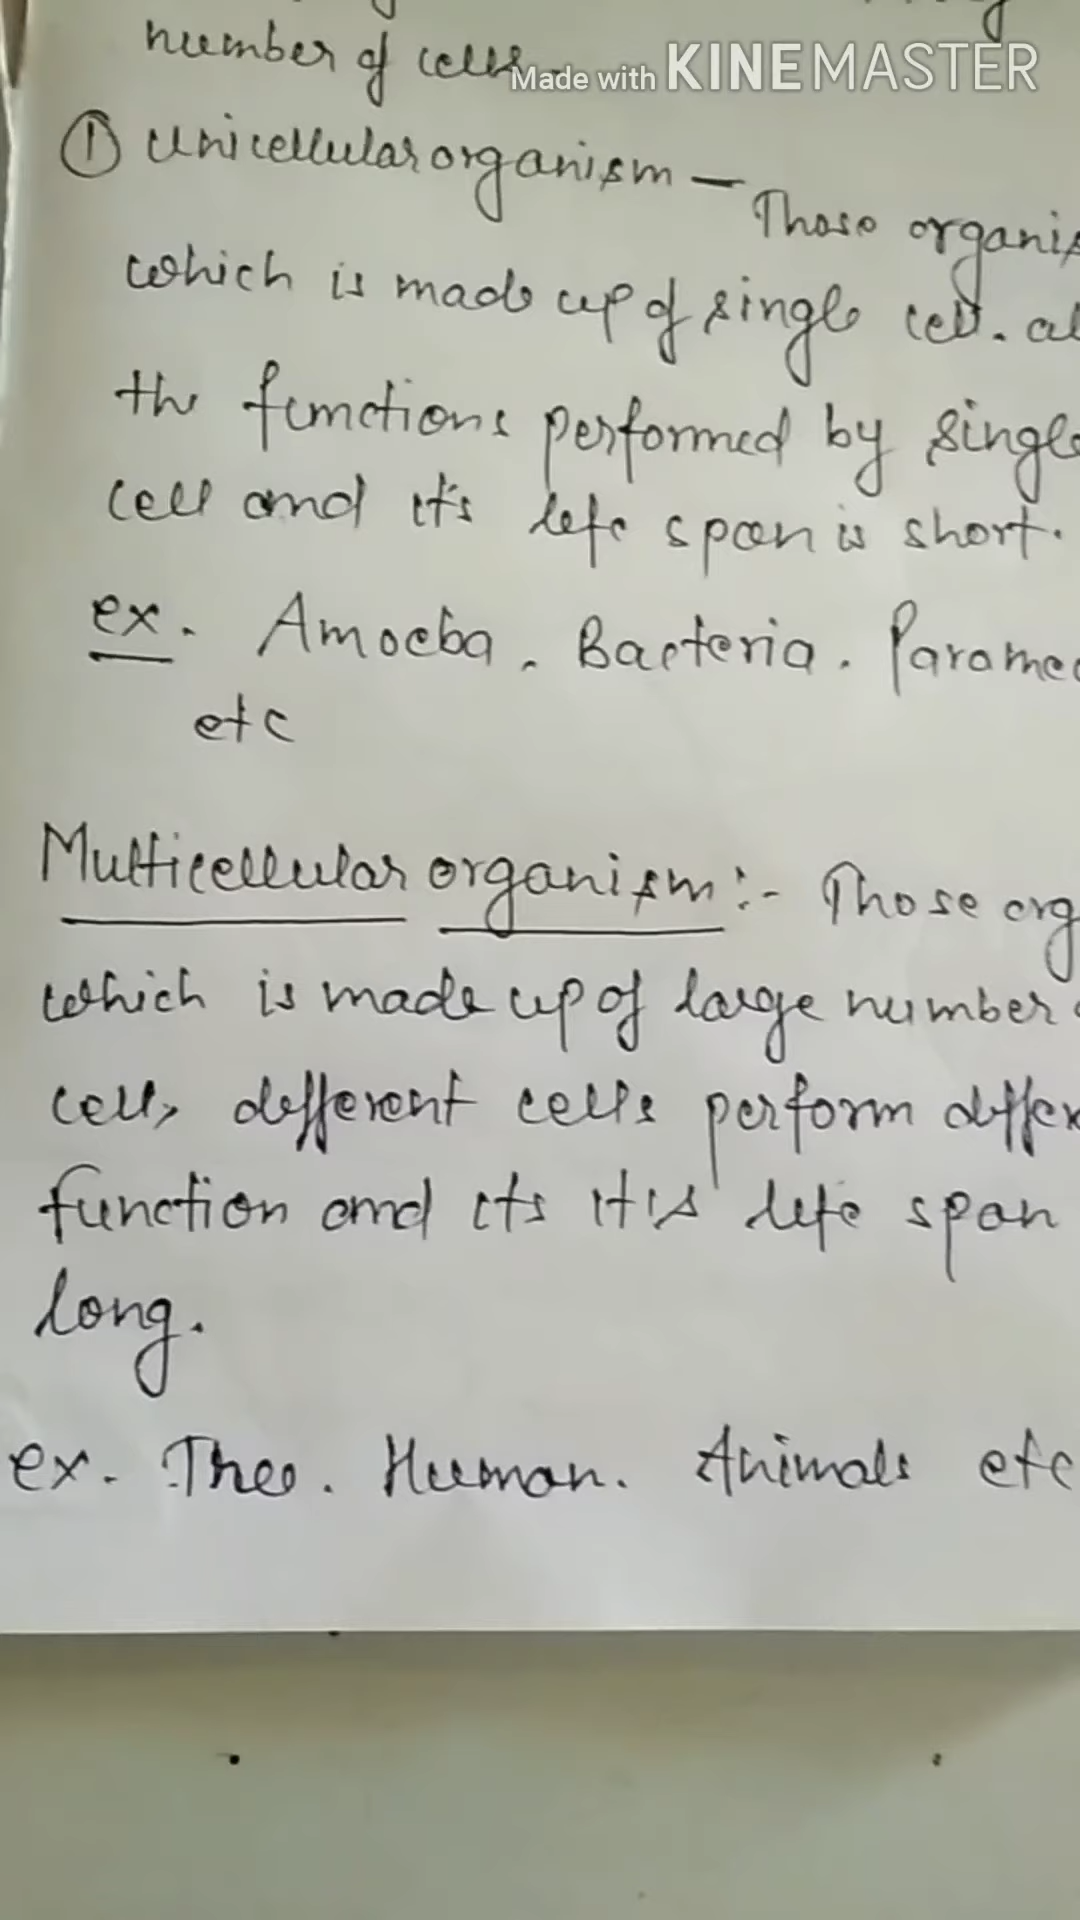 number of cells.
Made with KINEMASTER
① Unicellular organism — Those organis
which is made up of single cell. al
the functions performed by single
cell and it's life span is short.
ex. Amoeba. Bacteria. Parame
etc
Multicellular organism :- Those org
which is made up of large number
cell, different cells perform differ
function and its it is life span
long.
ex. Tree. Human. Animals etc